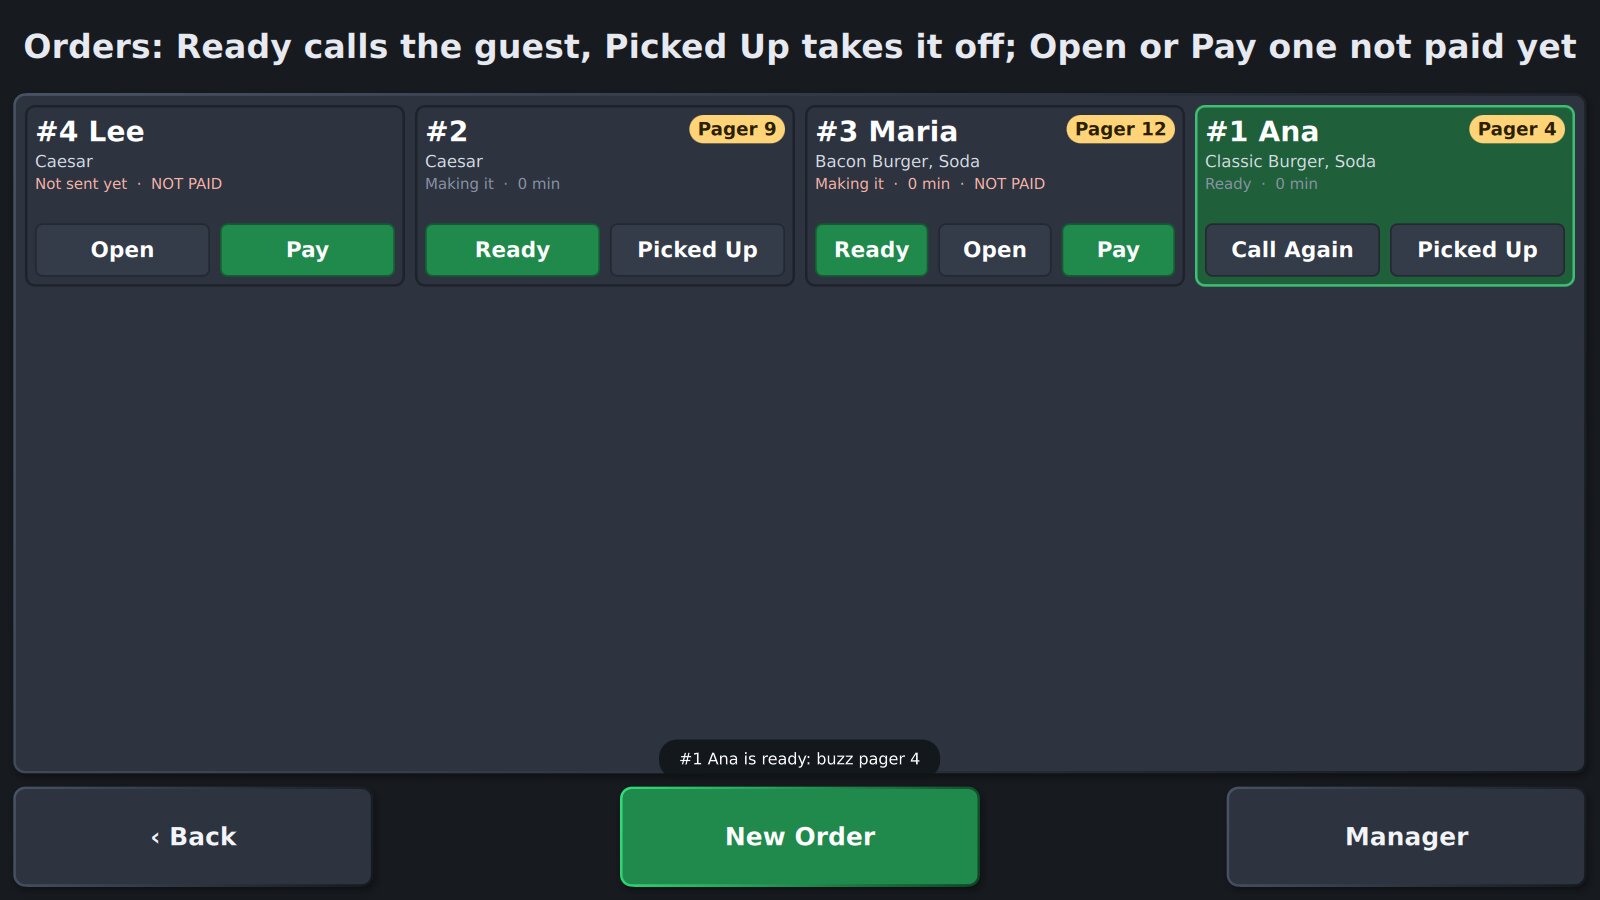 Orders: Ready calls the guest, Picked Up takes it off; Open or Pay one not paid yet
#4 Lee
Caesar
Not sent yet · NOT PAID
Open Pay
#2 Pager 9
Caesar
Making it · 0 min
Ready Picked Up
#3 Maria Pager 12
Bacon Burger, Soda
Making it · 0 min · NOT PAID
Ready Open Pay
#1 Ana Pager 4
Classic Burger, Soda
Ready · 0 min
Call Again Picked Up
#1 Ana is ready: buzz pager 4
‹ Back New Order Manager